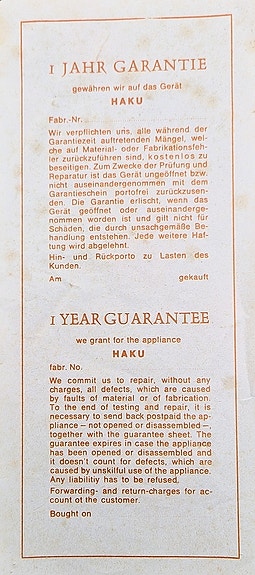 1 JAHR GARANTIE
gewähren wir auf das Gerät
HAKU
Fabr.-Nr.
Wir verpflichten uns, alle während der
Garantiezeit auftretenden Mängel, wel-
che auf Material- oder Fabrikationsfeh-
ler zurückzuführen sind, kostenlos zu
beseitigen. Zum Zwecke der Prüfung und
Reparatur ist das Gerät ungeöffnet bzw.
nicht auseinandergenommen mit dem
Garantieschein portofrei zurückzusen-
den. Die Garantie erlischt, wenn das
Gerät geöffnet oder auseinanderge-
nommen worden ist und gilt nicht für
Schäden, die durch unsachgemäße Be-
handlung entstehen. Jede weitere Haf-
tung wird abgelehnt.
Hin- und Rückporto zu Lasten des
Kunden.
Am gekauft
1 YEAR GUARANTEE
we grant for the appliance
HAKU
fabr. No.
We commit us to repair, without any
charges, all defects, which are caused
by faults of material or of fabrication.
To the end of testing and repair, it is
necessary to send back postpaid the ap-
pliance – not opened or disassembled –
together with the guarantee sheet. The
guarantee expires in case the appliance
has been opened or disassembled and
it doesn't count for defects, which are
caused by unskilful use of the appliance.
Any liabilitiy has to be refused.
Forwarding- and return-charges for ac-
count ot the customer.
Bought on